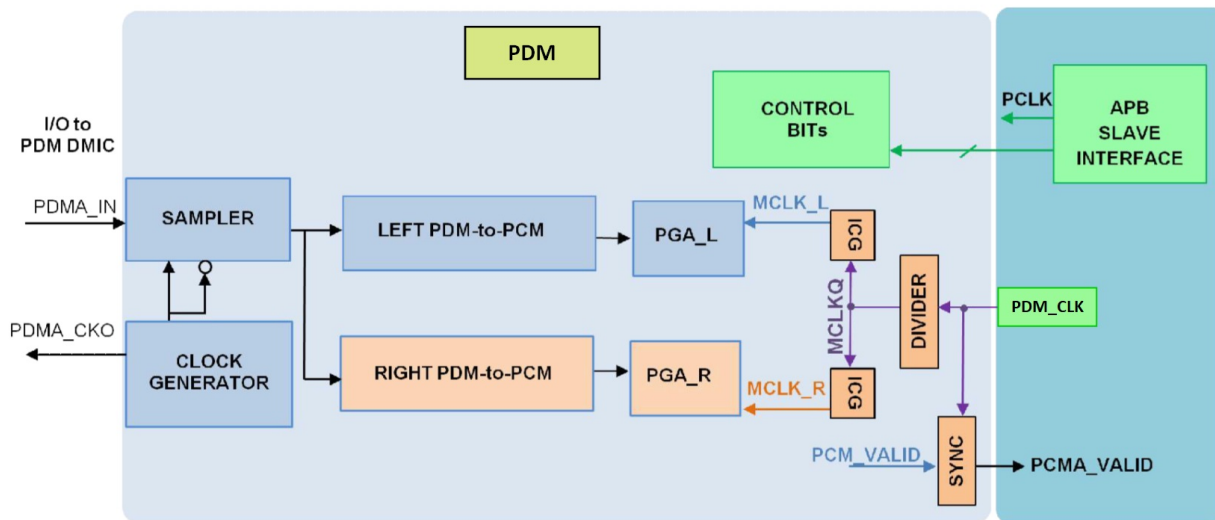 PDM
I/O to
PDM DMIC
CONTROL
BITs
PCLK
APB
SLAVE
INTERFACE
PDMA_IN
SAMPLER
LEFT PDM-to-PCM
PGA_L
MCLK_L
ICG
MCLKQ
DIVIDER
PDM_CLK
PDMA_CKO
CLOCK
GENERATOR
RIGHT PDM-to-PCM
PGA_R
MCLK_R
ICG
PCM_VALID
SYNC
PCMA_VALID